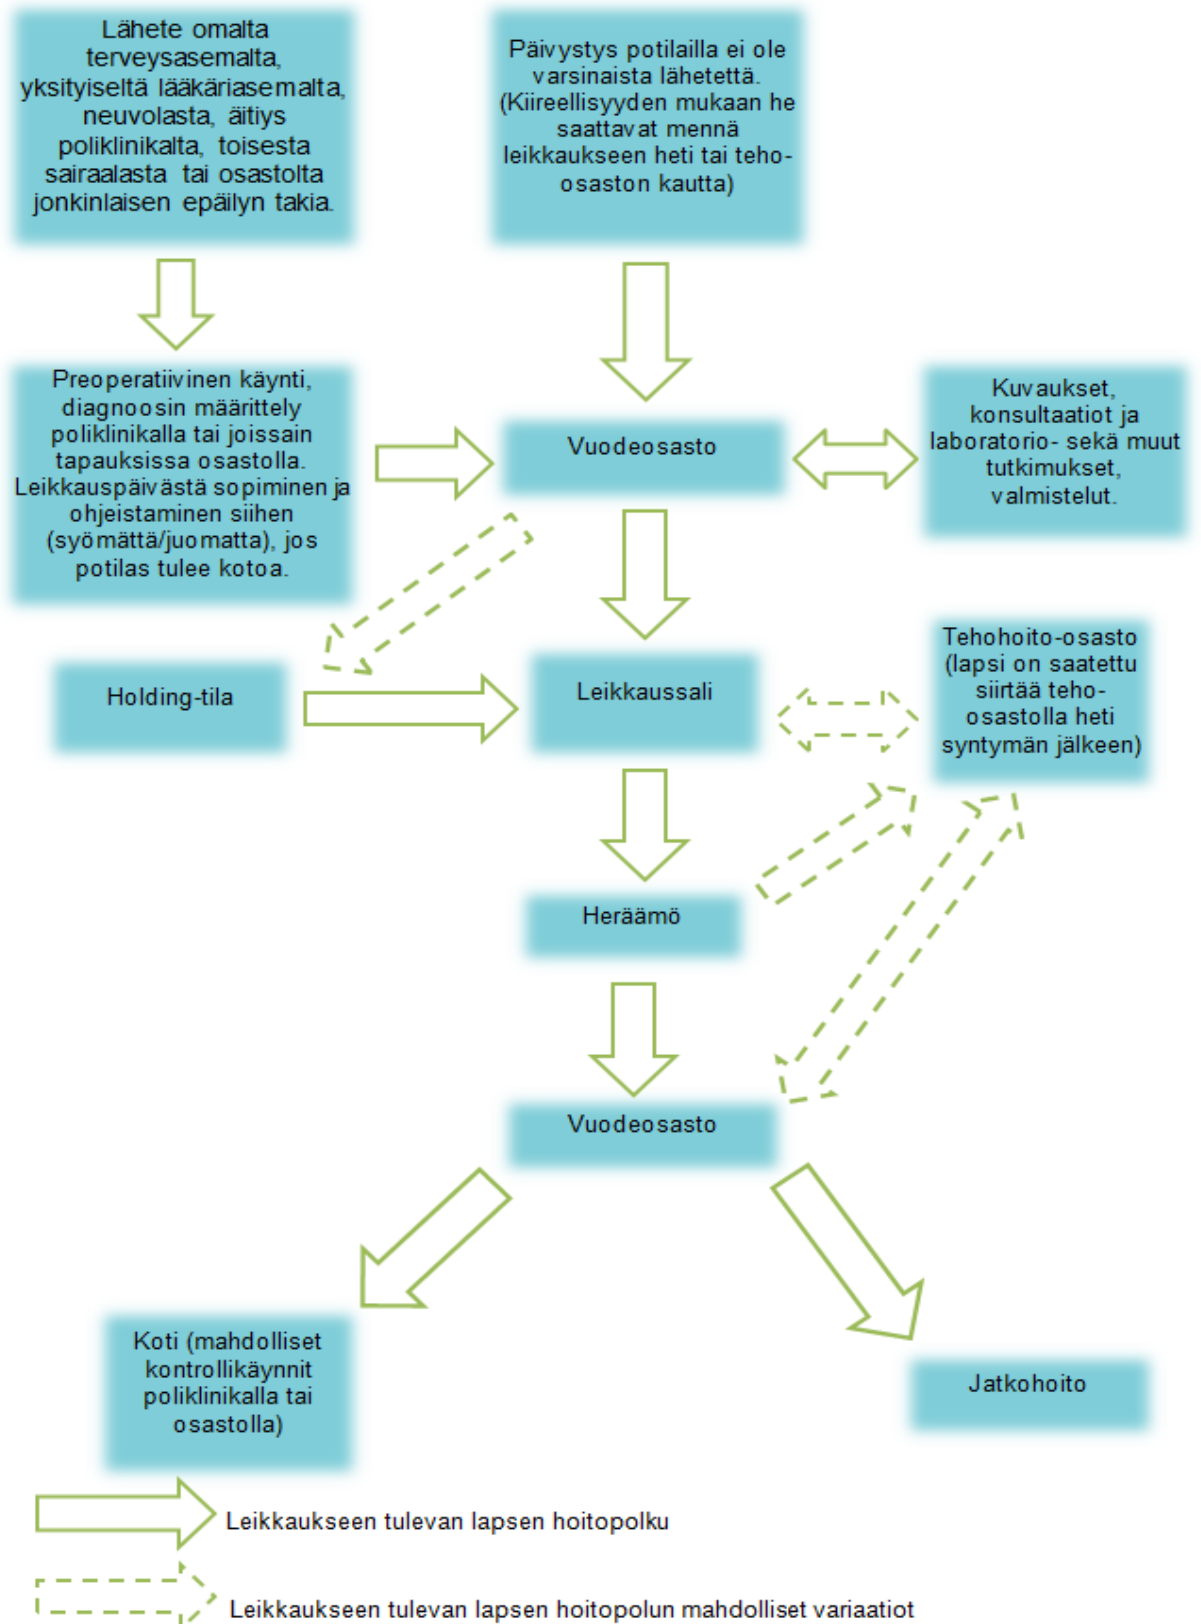 Lähete omalta
terveysasemalta,
yksityiseltä lääkäriasemalta,
neuvolasta, äitiys
poliklinikalta, toisesta
sairaalasta tai osastolta
jonkinlaisen epäilyn takia.
Päivystys potilailla ei ole
varsinaista lähetettä.
(Kiireellisyyden mukaan he
saattavat mennä
leikkaukseen heti tai teho-
osaston kautta)
Preoperatiivinen käynti,
diagnoosin määrittely
poliklinikalla tai joissain
tapauksissa osastolla.
Leikkauspäivästä sopiminen ja
ohjeistaminen siihen
(syömättä/juomatta), jos
potilas tulee kotoa.
Vuodeosasto
Kuvaukset,
konsultaatiot ja
laboratorio- sekä muut
tutkimukset,
valmistelut.
Holding-tila
Leikkaussali
Tehohoito-osasto
(lapsi on saatettu
siirtää teho-
osastolla heti
syntymän jälkeen)
Heräämö
Vuodeosasto
Koti (mahdolliset
kontrollikäynnit
poliklinikalla tai
osastolla)
Jatkohoito
Leikkaukseen tulevan lapsen hoitopolku
Leikkaukseen tulevan lapsen hoitopolun mahdolliset variaatiot